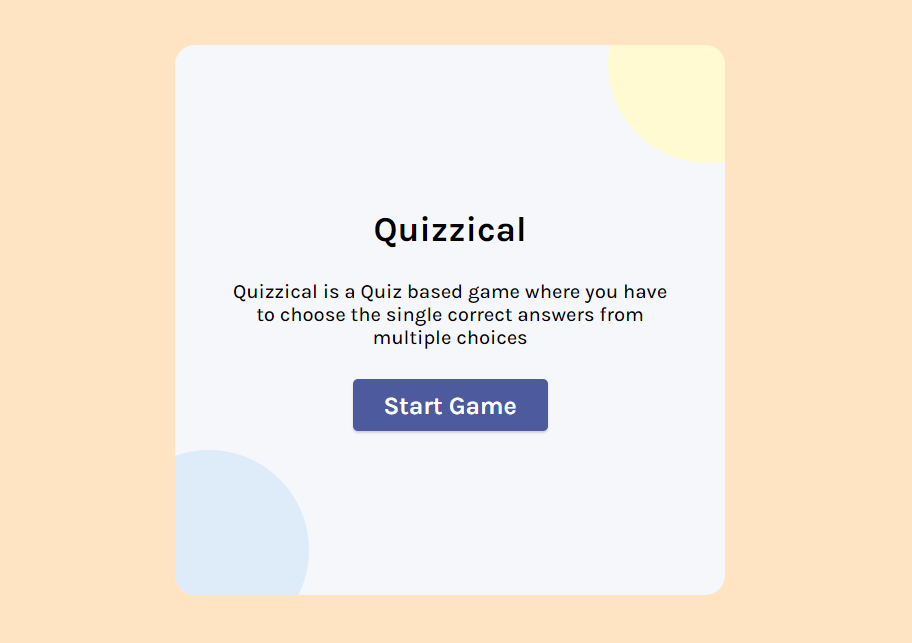 Quizzical
Quizzical is a Quiz based game where you have
to choose the single correct answers from
multiple choices
Start Game